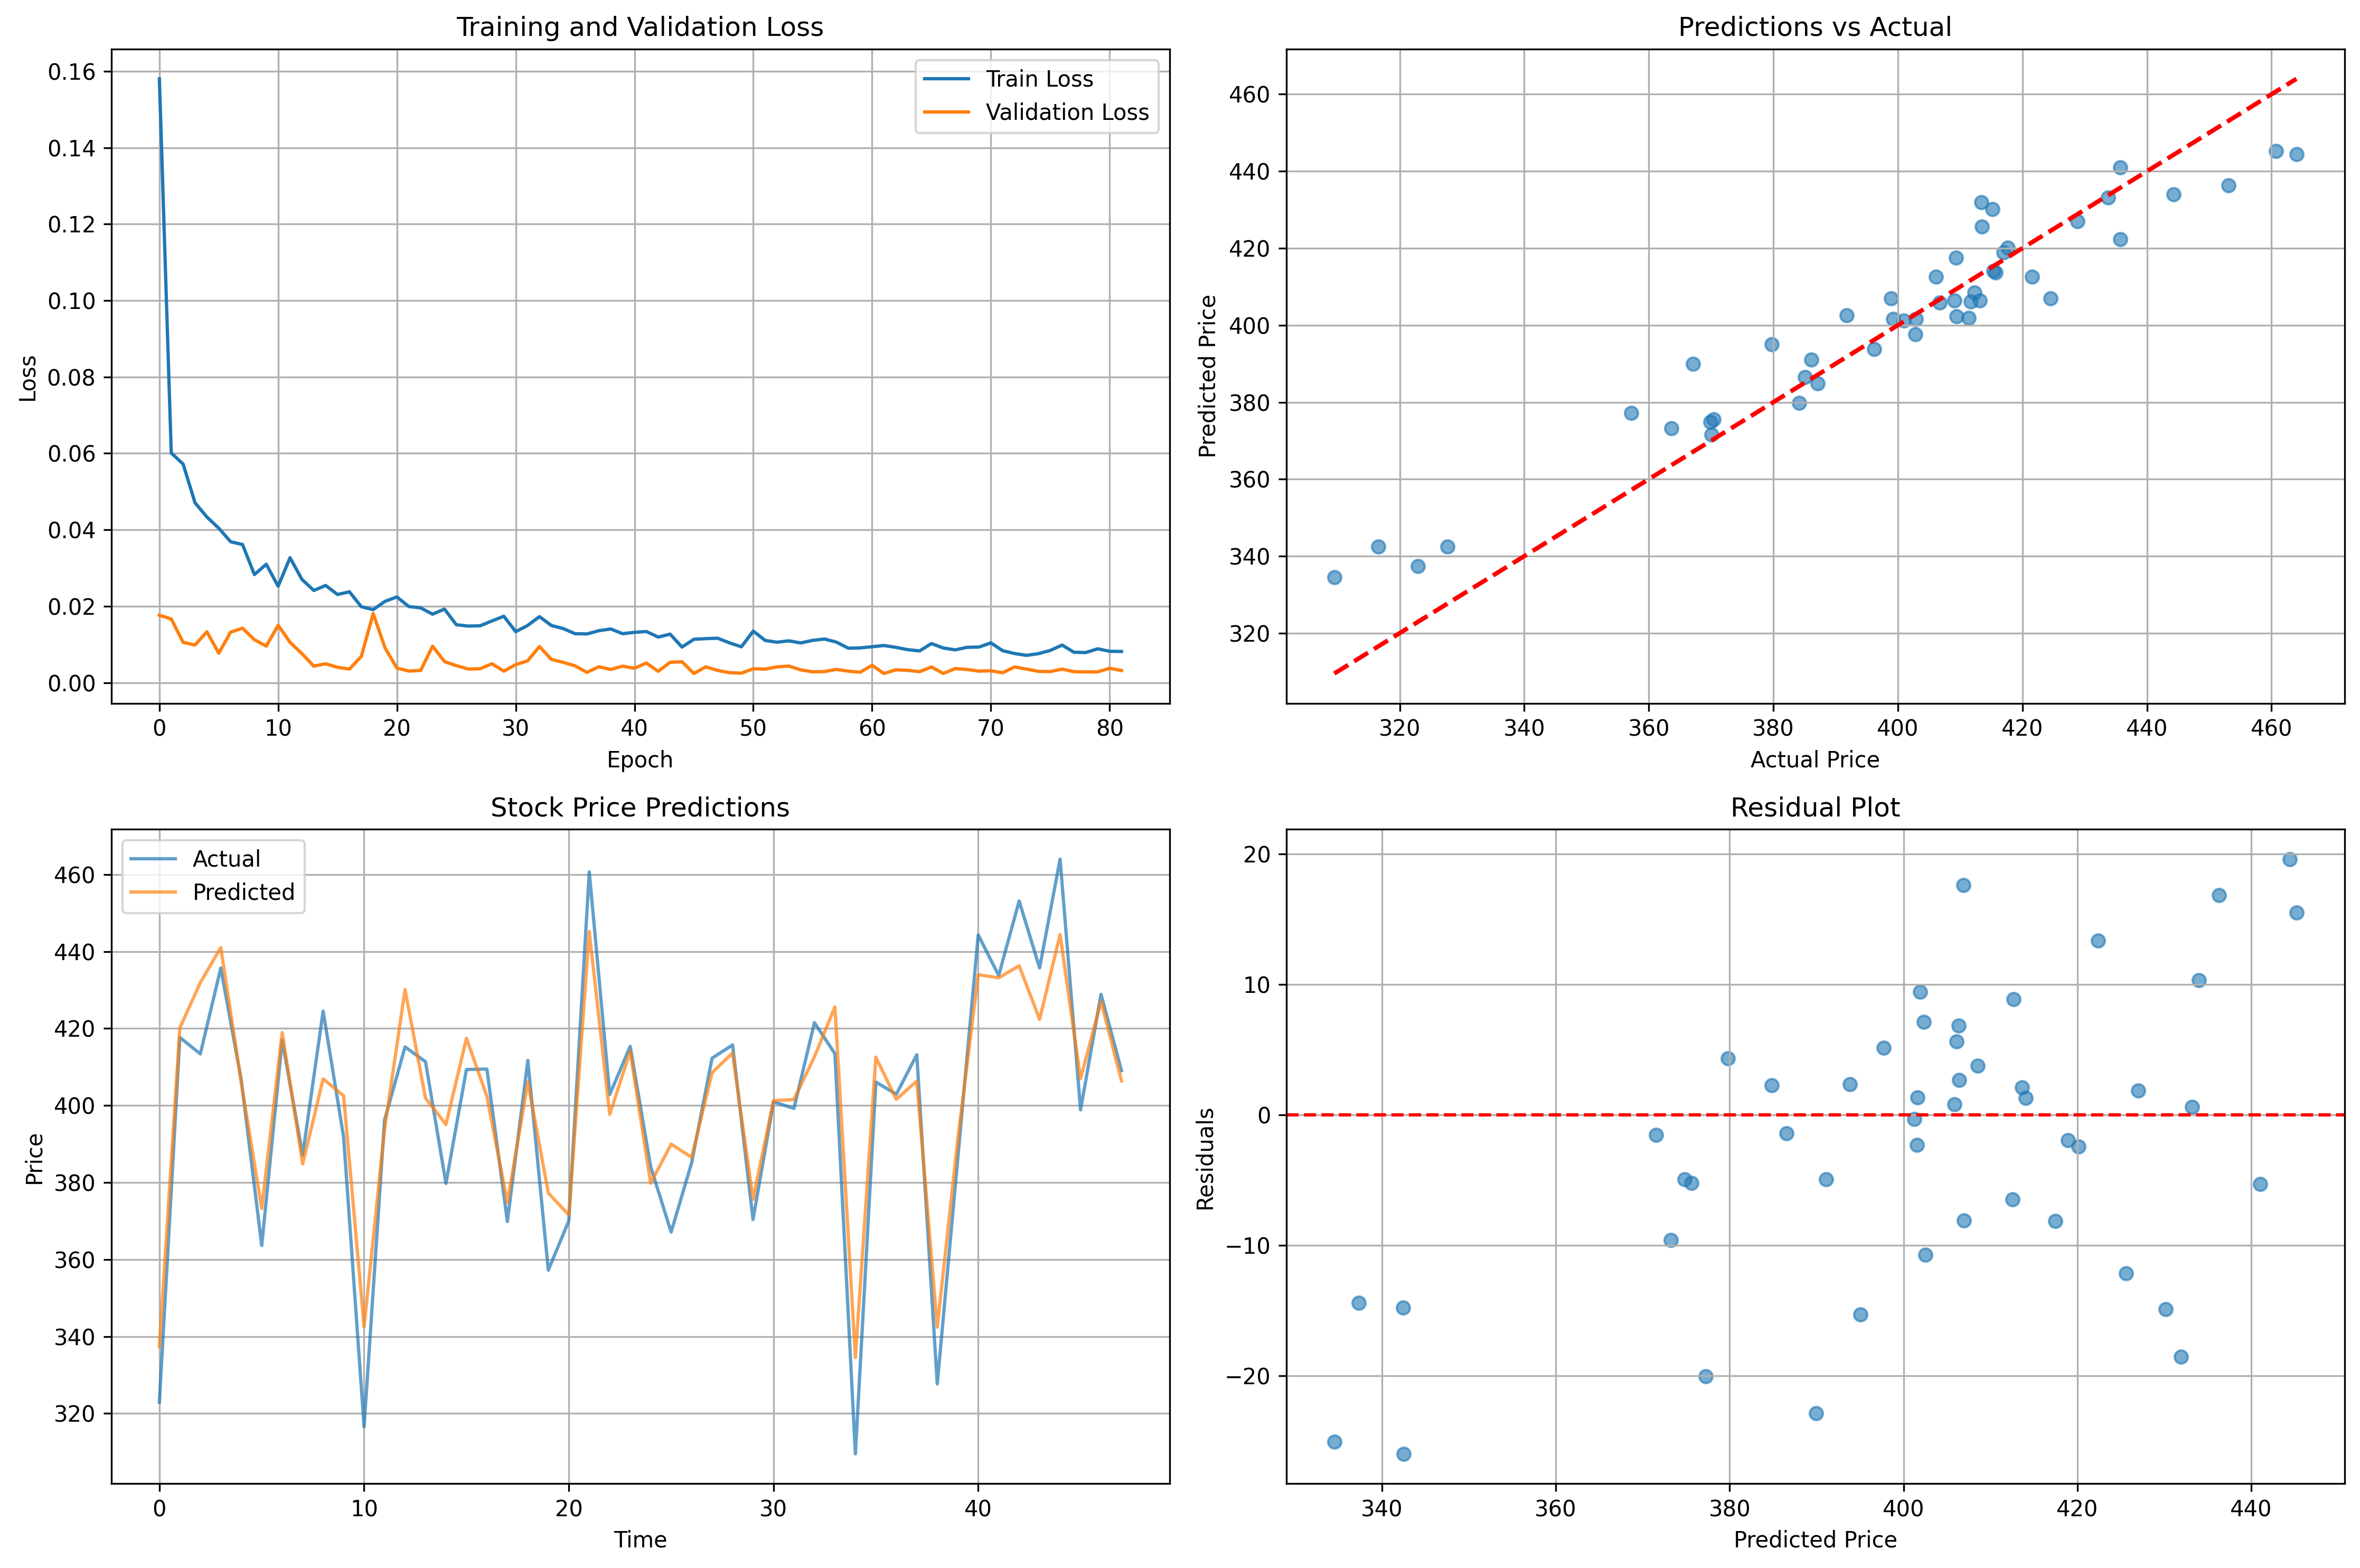 Training and Validation Loss
0.16
0.14
0.12
0.10
0.08
0.06
0.04
0.02
0.00
Loss
Train Loss
Validation Loss
0 10 20 30 40 50 60 70 80
Epoch
Predictions vs Actual
460
440
420
400
380
360
340
320
Predicted Price
320 340 360 380 400 420 440 460
Actual Price
Stock Price Predictions
Actual
Predicted
460
440
420
400
380
360
340
320
Price
0 10 20 30 40
Time
Residual Plot
20
10
0
−10
−20
Residuals
340 360 380 400 420 440
Predicted Price